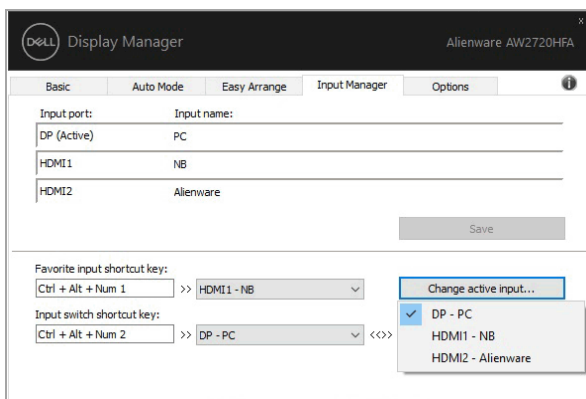 DELL Display Manager
Alienware AW2720HFA
Basic Auto Mode Easy Arrange Input Manager Options
Input port: Input name:
DP (Active) PC
HDMI1 NB
HDMI2 Alienware
Save
Favorite input shortcut key:
Ctrl + Alt + Num 1 >> HDMI1 - NB Change active input...
Input switch shortcut key:
Ctrl + Alt + Num 2 >> DP - PC <<>>
DP - PC
HDMI1 - NB
HDMI2 - Alienware